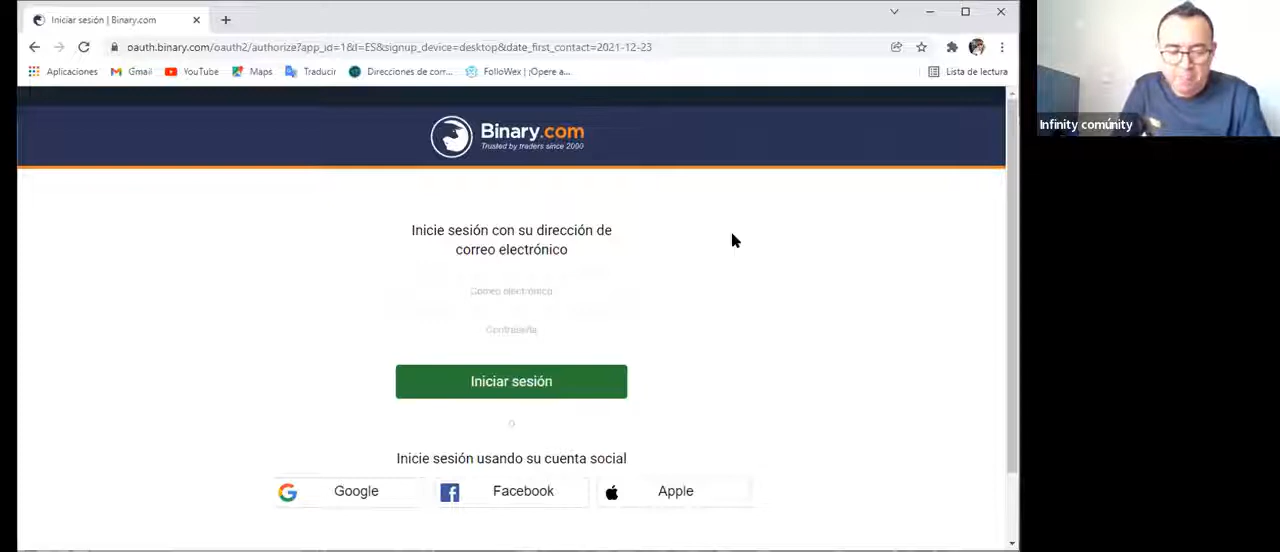 Iniciar sesión | Binary.com
oauth.binary.com/oauth2/authorize?app_id=1&l=ES&signup_device=desktop&date_first_contact=2021-12-23
Aplicaciones
Gmail
YouTube
Maps
Traducir
Direcciones de corr...
FolloWex | ¡Opere a...
Lista de lectura
Infinity comúnity
Binary.com
Trusted by traders since 2000
Inicie sesión con su dirección de
correo electrónico
Correo electrónico
Contraseña
Iniciar sesión
o
Inicie sesión usando su cuenta social
Google
Facebook
Apple